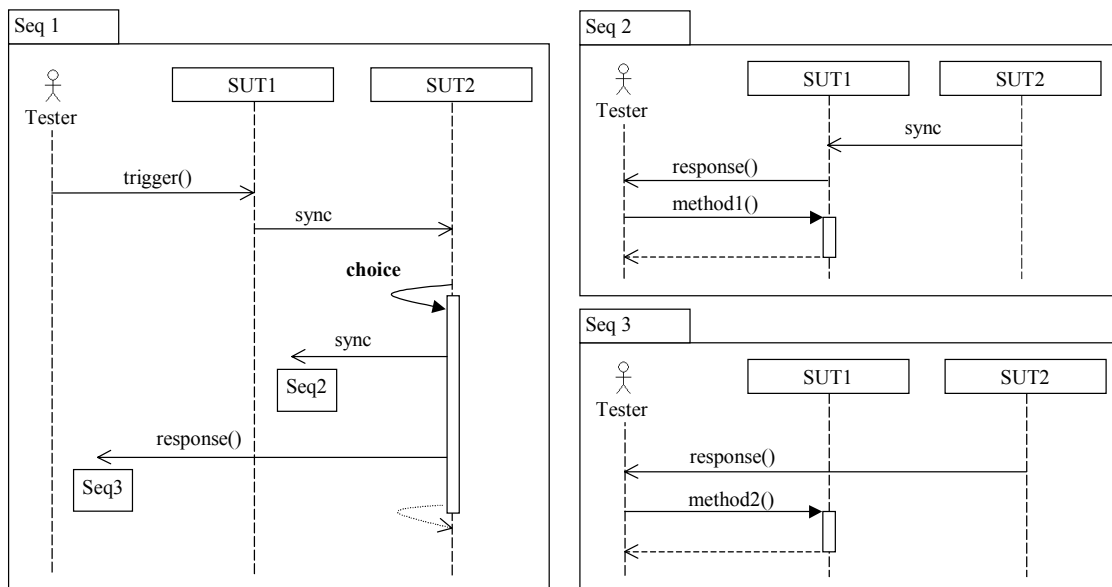 Seq 1
SUT1
SUT2
Tester
trigger()
sync
choice
sync
Seq2
response()
Seq3
Seq 2
SUT1
SUT2
Tester
sync
response()
method1()
Seq 3
SUT1
SUT2
Tester
response()
method2()